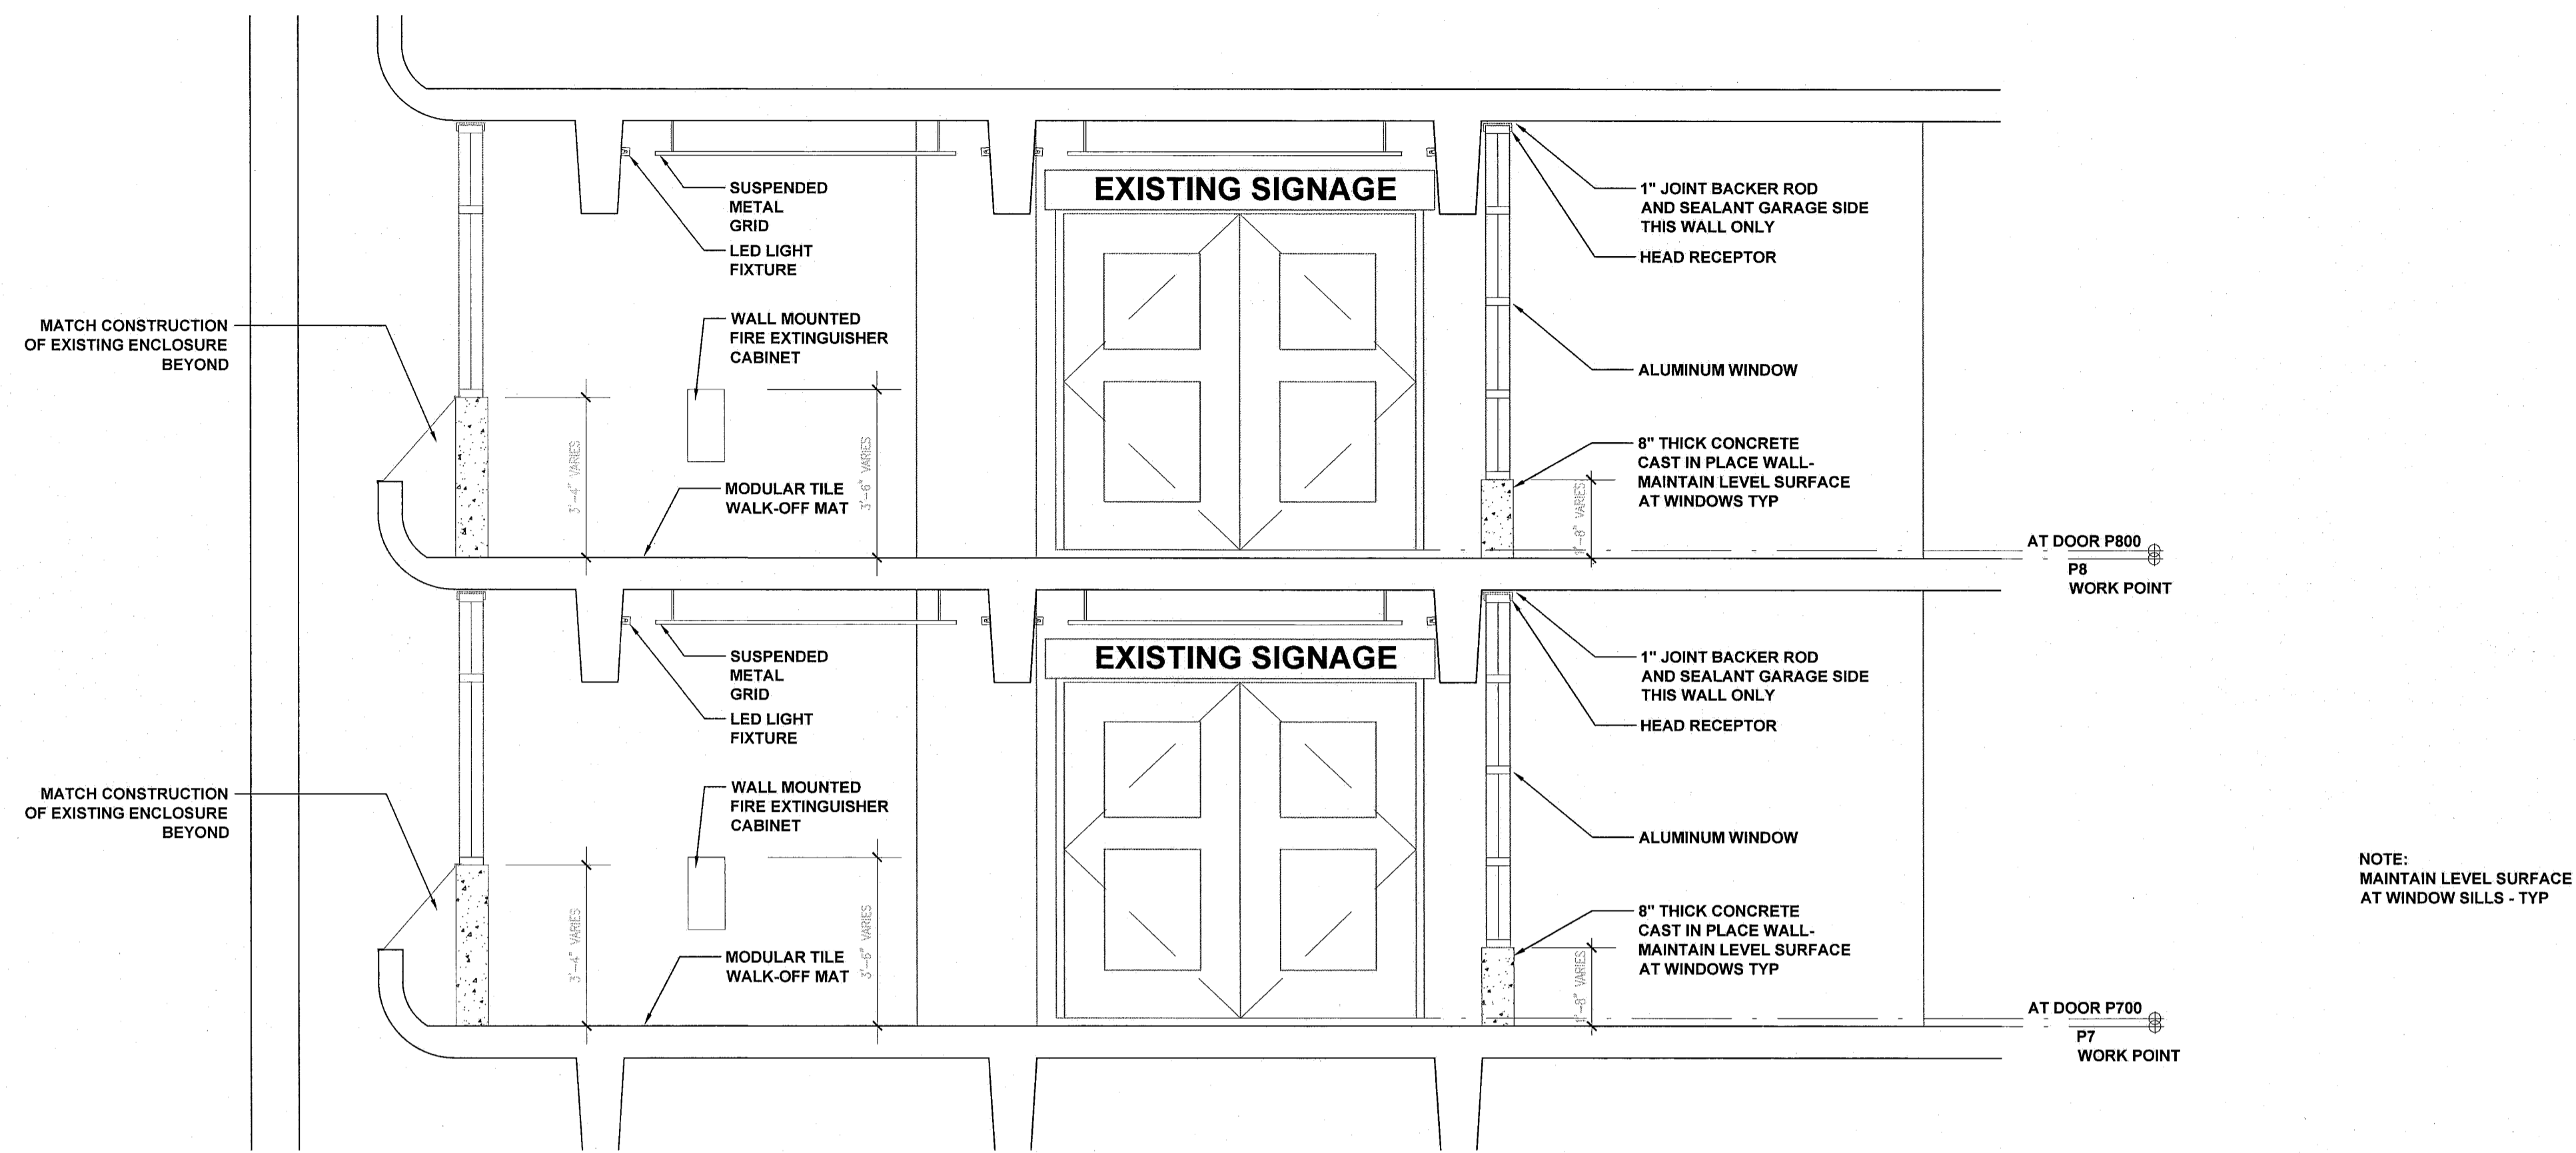 EXISTING SIGNAGE
SUSPENDED
METAL
GRID
LED LIGHT
FIXTURE
1" JOINT BACKER ROD
AND SEALANT GARAGE SIDE
THIS WALL ONLY
HEAD RECEPTOR
MATCH CONSTRUCTION
OF EXISTING ENCLOSURE
BEYOND
WALL MOUNTED
FIRE EXTINGUISHER
CABINET
ALUMINUM WINDOW
3'-4" VARIES
3'-6" VARIES
MODULAR TILE
WALK-OFF MAT
8" THICK CONCRETE
CAST IN PLACE WALL-
MAINTAIN LEVEL SURFACE
AT WINDOWS TYP
1'-8" VARIES
AT DOOR P800
P8
WORK POINT
EXISTING SIGNAGE
SUSPENDED
METAL
GRID
LED LIGHT
FIXTURE
1" JOINT BACKER ROD
AND SEALANT GARAGE SIDE
THIS WALL ONLY
HEAD RECEPTOR
MATCH CONSTRUCTION
OF EXISTING ENCLOSURE
BEYOND
WALL MOUNTED
FIRE EXTINGUISHER
CABINET
ALUMINUM WINDOW
3'-4" VARIES
3'-6" VARIES
MODULAR TILE
WALK-OFF MAT
8" THICK CONCRETE
CAST IN PLACE WALL-
MAINTAIN LEVEL SURFACE
AT WINDOWS TYP
1'-8" VARIES
AT DOOR P700
P7
WORK POINT
NOTE:
MAINTAIN LEVEL SURFACE
AT WINDOW SILLS - TYP